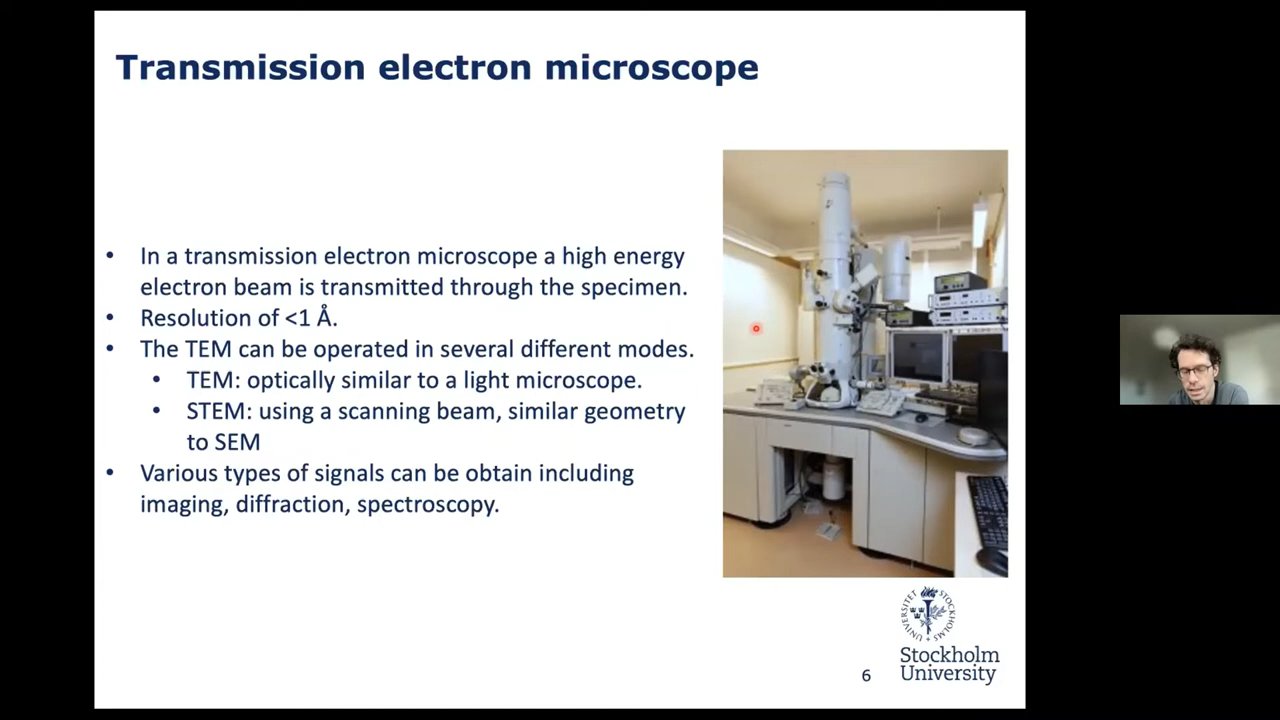 Transmission electron microscope
• In a transmission electron microscope a high energy
electron beam is transmitted through the specimen.
• Resolution of <1 Å.
• The TEM can be operated in several different modes.
• TEM: optically similar to a light microscope.
• STEM: using a scanning beam, similar geometry
to SEM
• Various types of signals can be obtain including
imaging, diffraction, spectroscopy.
STOCKHOLMS UNIVERSITET
Stockholm
University
6